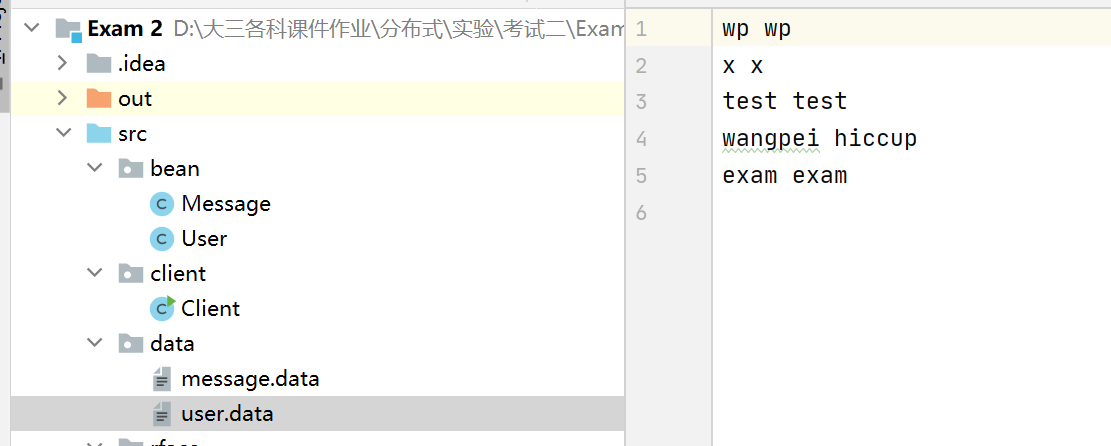 Exam 2 D:\大三各科课件作业\分布式\实验\考试二\Exam
.idea
out
src
bean
Message
User
client
Client
data
message.data
user.data
1 wp wp
2 x x
3 test test
4 wangpei hiccup
5 exam exam
6